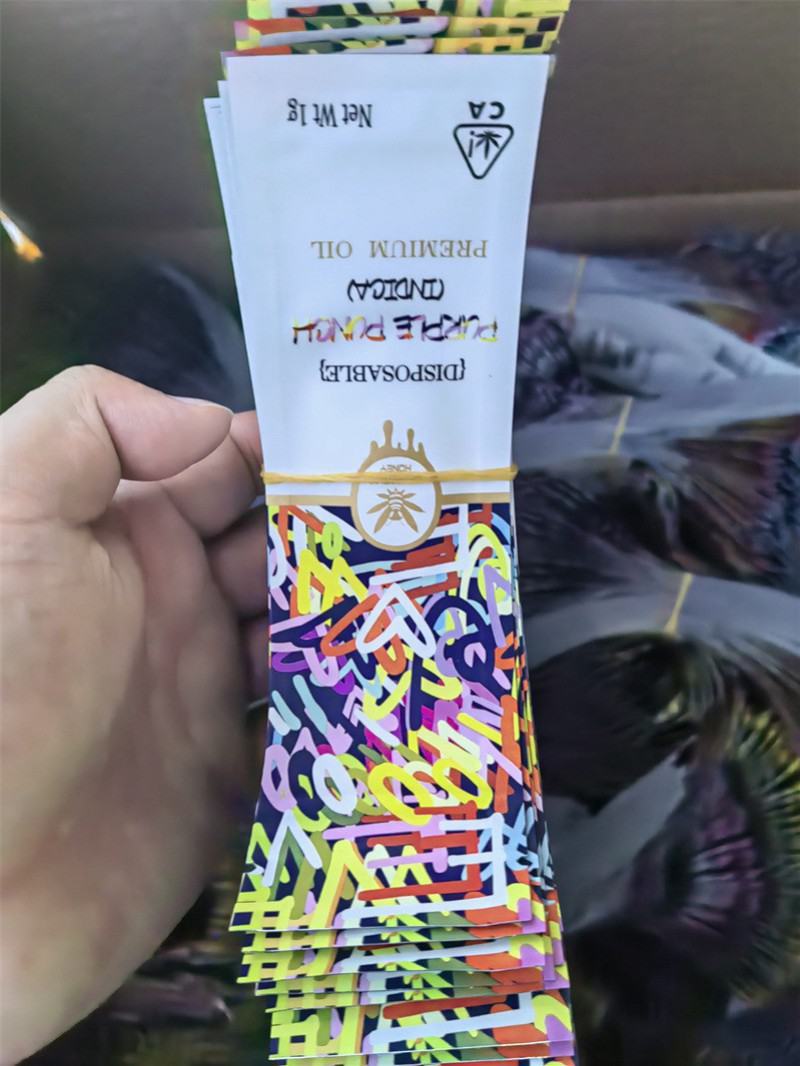 HONEY
{DISPOSABLE}
PURPLE PUNCH
(INDICA)
PREMIUM OIL
!
CA
Net Wt 1g